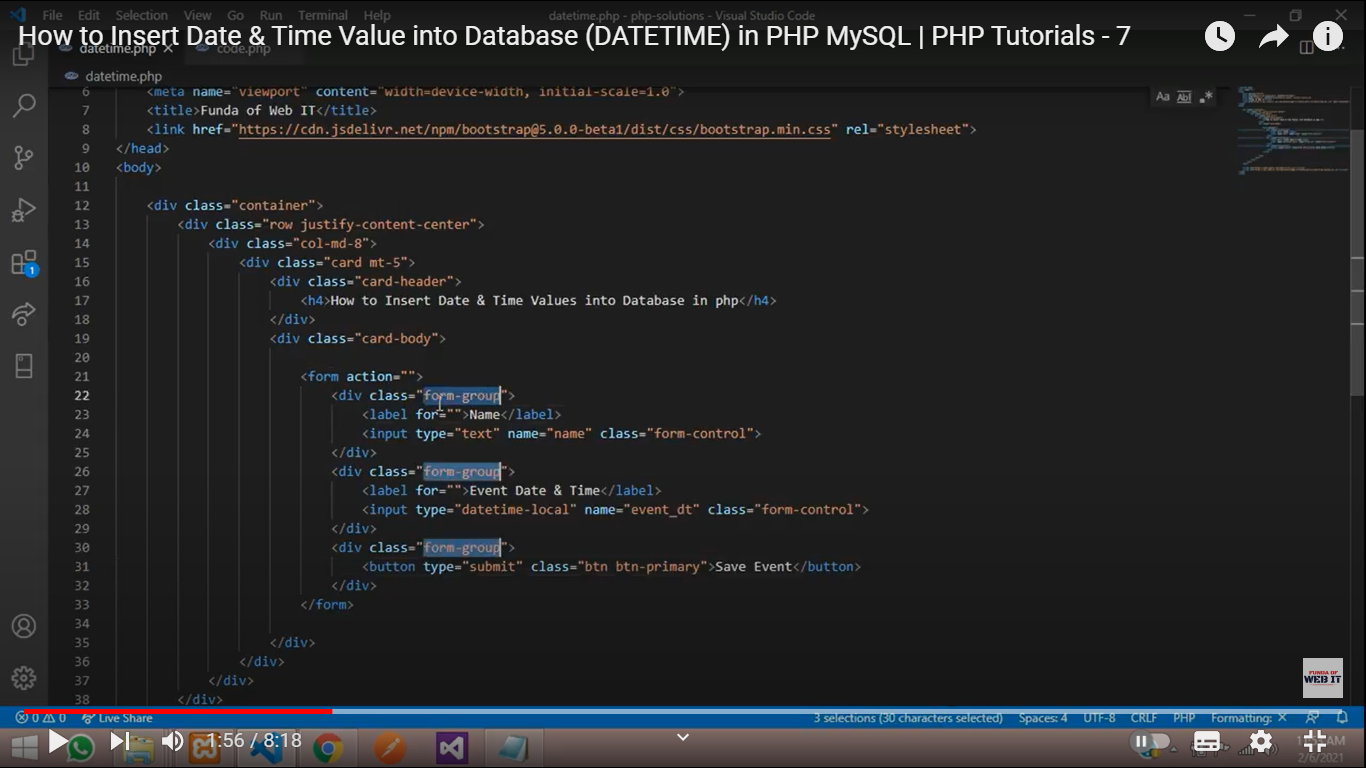 File Edit Selection View Go Run Terminal Help datetime.php - php-solutions - Visual Studio Code
How to Insert Date & Time Value into Database (DATETIME) in PHP MySQL | PHP Tutorials - 7
datetime.php code.php
datetime.php
6 <meta name="viewport" content="width=device-width, initial-scale=1.0">
7 <title>Funda of Web IT</title>
8 <link href="https://cdn.jsdelivr.net/npm/bootstrap@5.0.0-beta1/dist/css/bootstrap.min.css" rel="stylesheet">
9 </head>
10 <body>
11
12 <div class="container">
13 <div class="row justify-content-center">
14 <div class="col-md-8">
15 <div class="card mt-5">
16 <div class="card-header">
17 <h4>How to Insert Date & Time Values into Database in php</h4>
18 </div>
19 <div class="card-body">
20
21 <form action="">
22 <div class="form-group">
23 <label for="">Name</label>
24 <input type="text" name="name" class="form-control">
25 </div>
26 <div class="form-group">
27 <label for="">Event Date & Time</label>
28 <input type="datetime-local" name="event_dt" class="form-control">
29 </div>
30 <div class="form-group">
31 <button type="submit" class="btn btn-primary">Save Event</button>
32 </div>
33 </form>
34
35 </div>
36 </div>
37 </div>
38 </div>
Aa Abl .*
1
FUNDA OF
WEB IT
0 0 Live Share 3 selections (30 characters selected) Spaces: 4 UTF-8 CRLF PHP Formatting: ×
1:56 / 8:18
2/6/2021